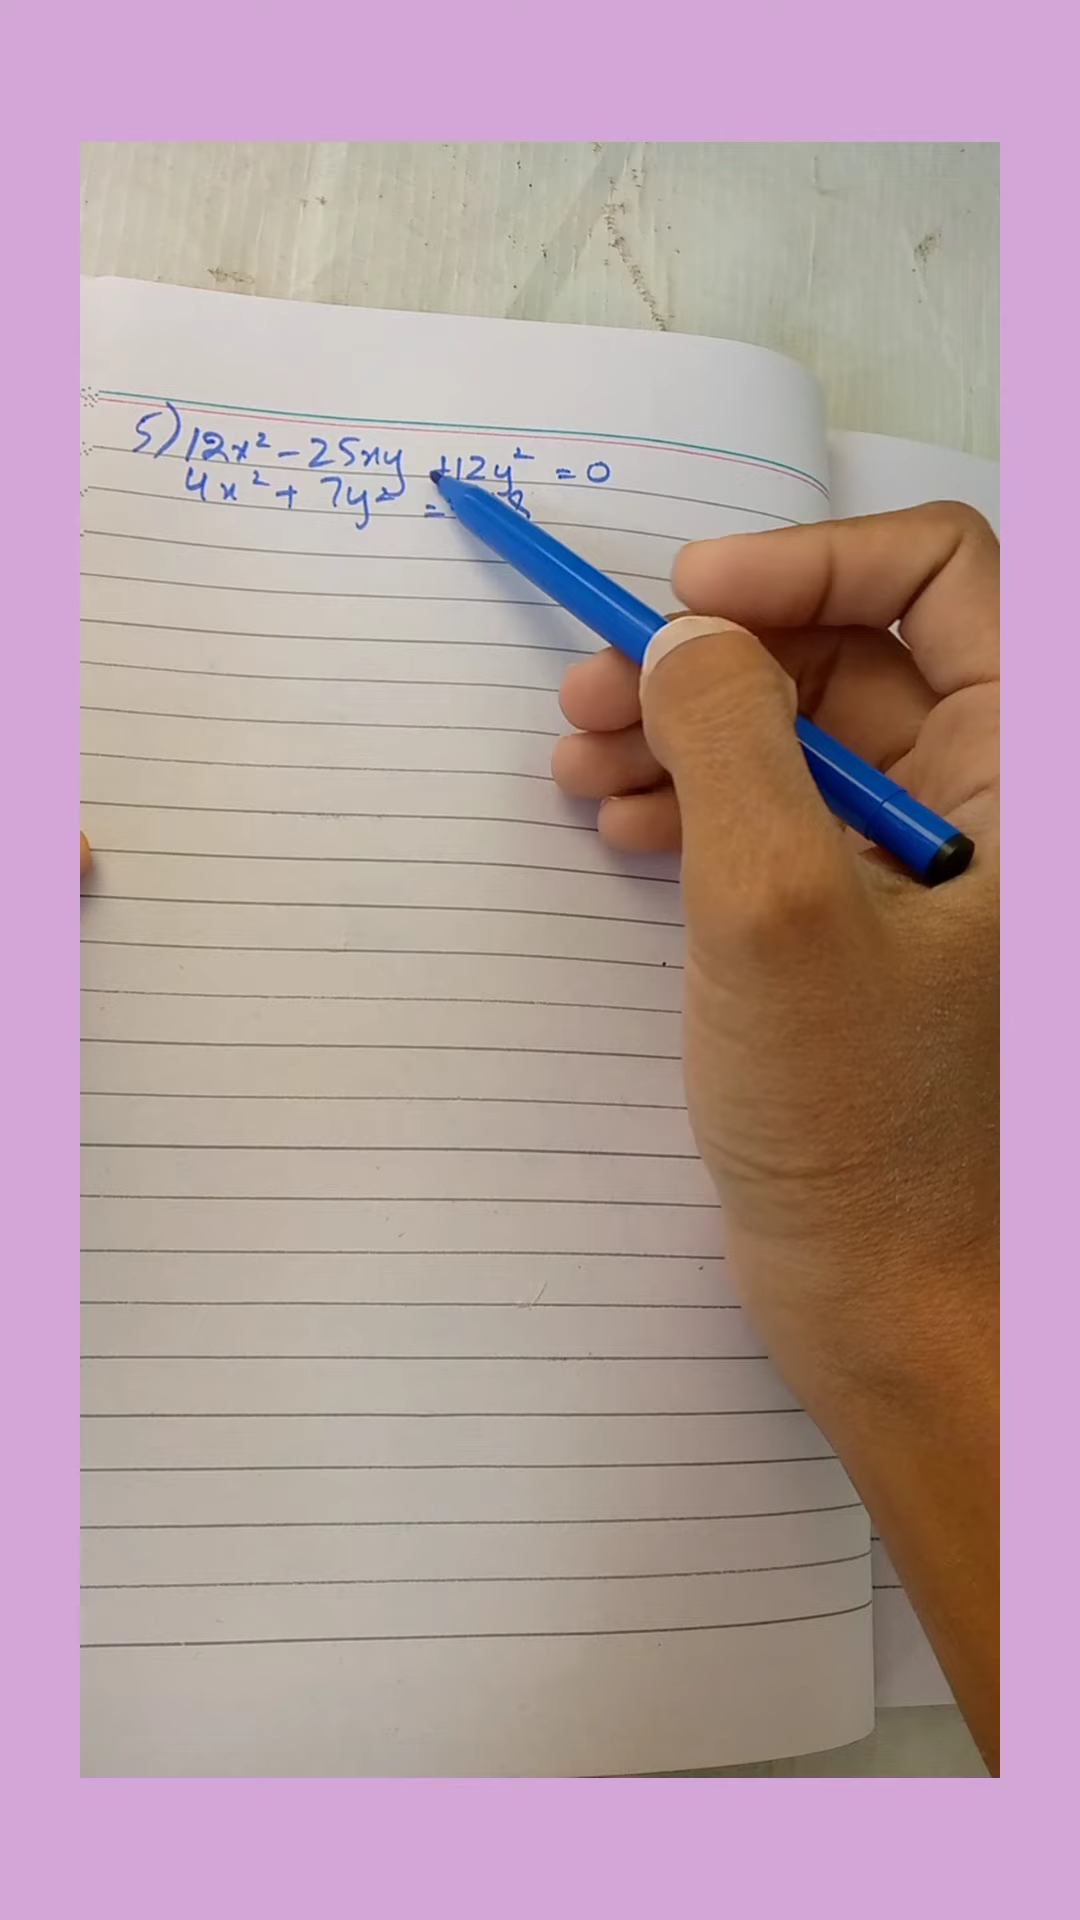 5) 12x² - 25xy + 12y² = 0
4x² + 7y² =